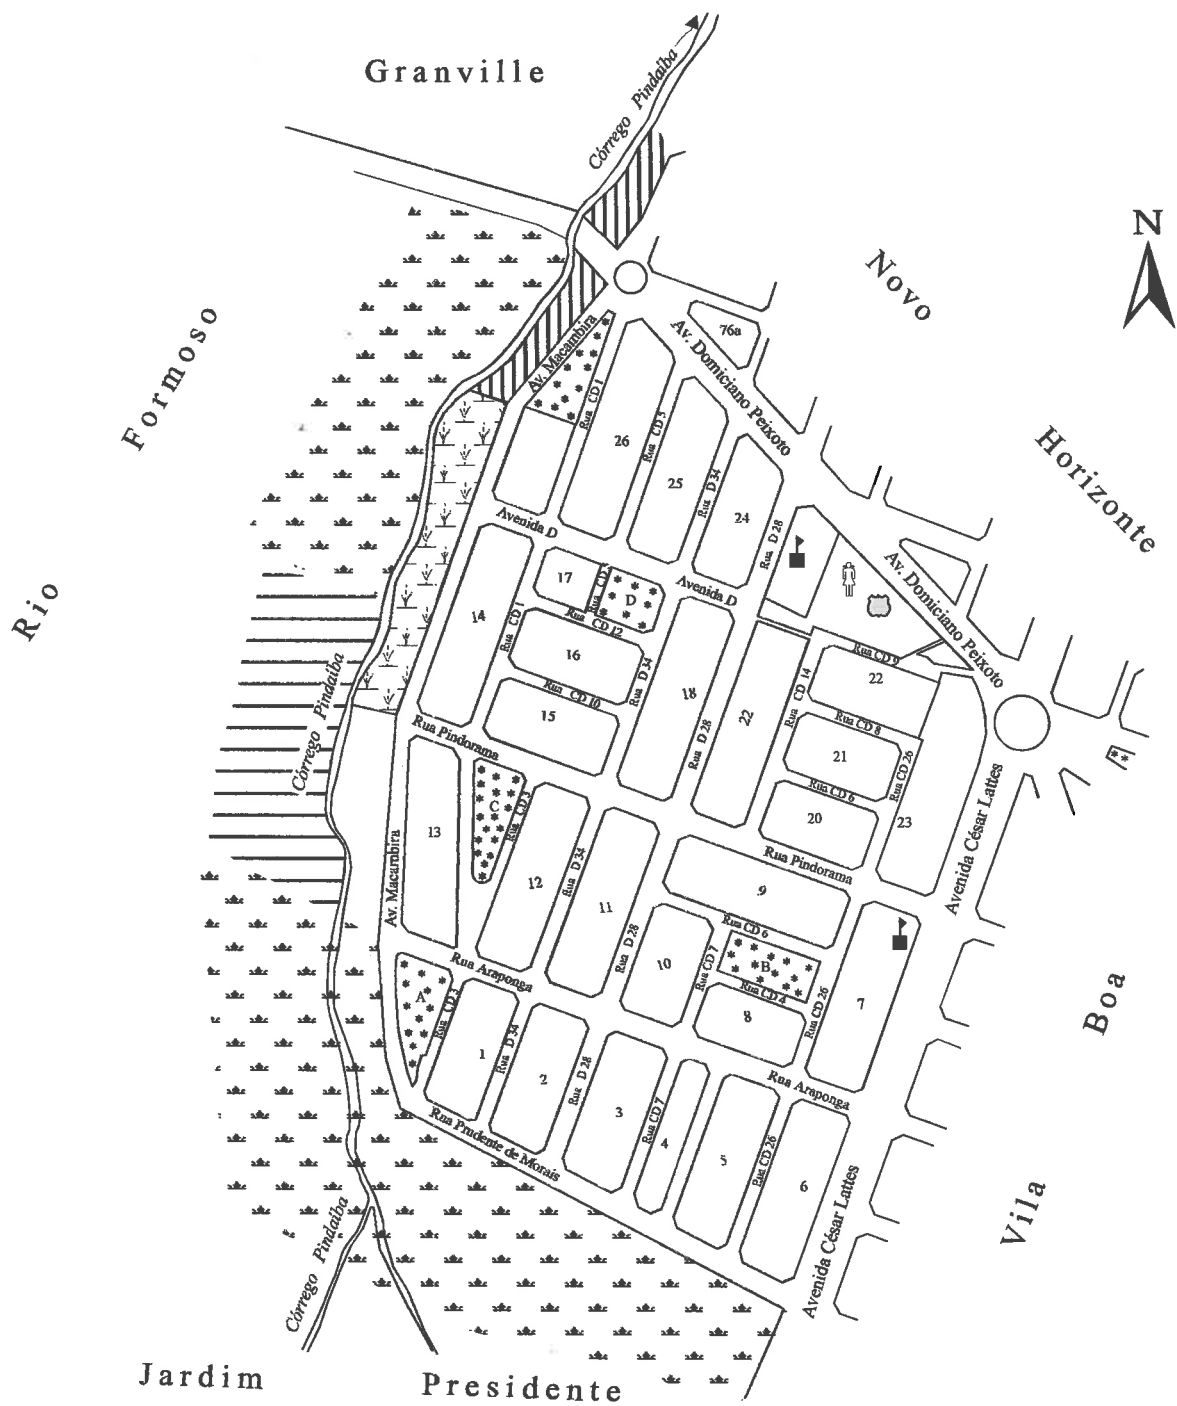 Granville
Córrego Pindaíba
N
Novo
Horizonte
Formoso
Rio
76a
Av. Domiciano Peixoto
Av. Macambira
Rua CD 1
26
Rua CD 3
25
Rua D 34
24
Rua D 28
Avenida D
Av. Domiciano Peixoto
17
D
Avenida D
Rua CD 12
14
Rua CD 1
16
Rua CD 9
22
Rua D 34
18
Rua CD 14
Rua CD 10
15
22
Rua CD 8
Rua D 28
Rua Pindorama
21
Rua CD 26
Córrego Pindaíba
Rua CD 6
C
Rua CD 3
20
23
13
Avenida César Lattes
Rua Pindorama
Av. Macambira
12
Rua D 34
9
11
Rua CD 6
Rua D 28
10
Rua CD 7
B
Rua Araponga
Rua CD 4
A
Rua CD 3
8
Rua CD 26
7
Boa
1
Rua D 34
2
Rua D 28
Rua Araponga
3
Rua CD 7
4
5
Rua CD 26
6
Rua Prudente de Morais
Avenida César Lattes
Vila
Córrego Pindaíba
Jardim
Presidente